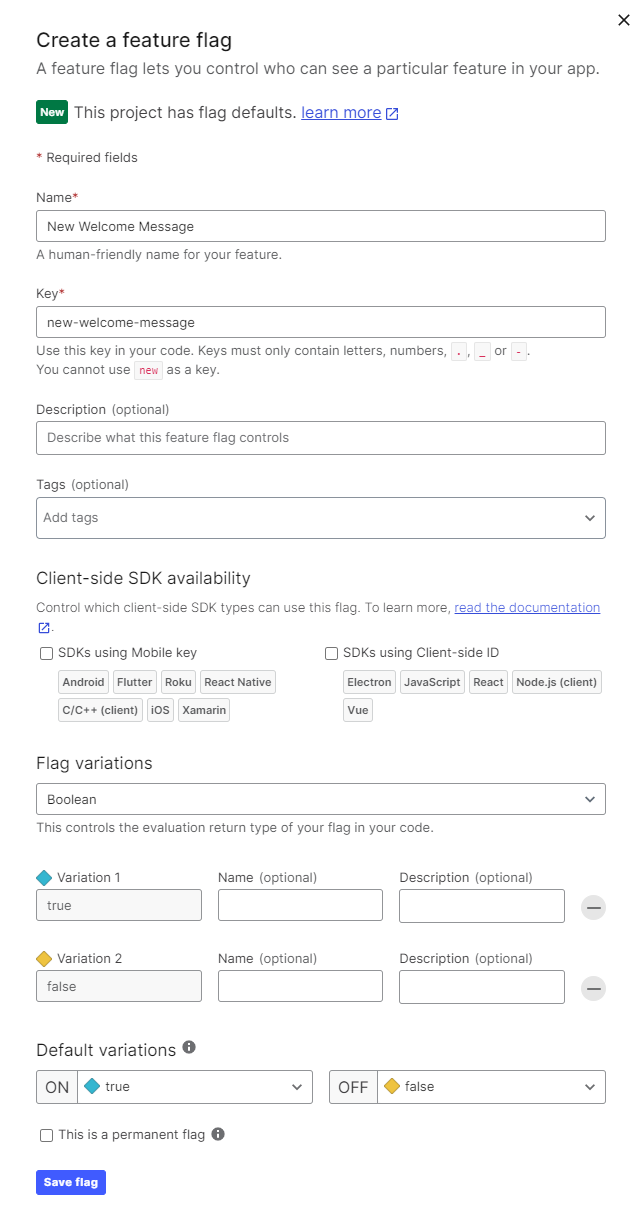 Create a feature flag
A feature flag lets you control who can see a particular feature in your app.
New This project has flag defaults. learn more
* Required fields
Name*
New Welcome Message
A human-friendly name for your feature.
Key*
new-welcome-message
Use this key in your code. Keys must only contain letters, numbers, ., _ or -.
You cannot use new as a key.
Description (optional)
Describe what this feature flag controls
Tags (optional)
Add tags
Client-side SDK availability
Control which client-side SDK types can use this flag. To learn more, read the documentation
.
SDKs using Mobile key SDKs using Client-side ID
Android Flutter Roku React Native Electron JavaScript React Node.js (client)
C/C++ (client) iOS Xamarin Vue
Flag variations
Boolean
This controls the evaluation return type of your flag in your code.
Variation 1 Name (optional) Description (optional)
true
Variation 2 Name (optional) Description (optional)
false
Default variations
ON true OFF false
This is a permanent flag
Save flag